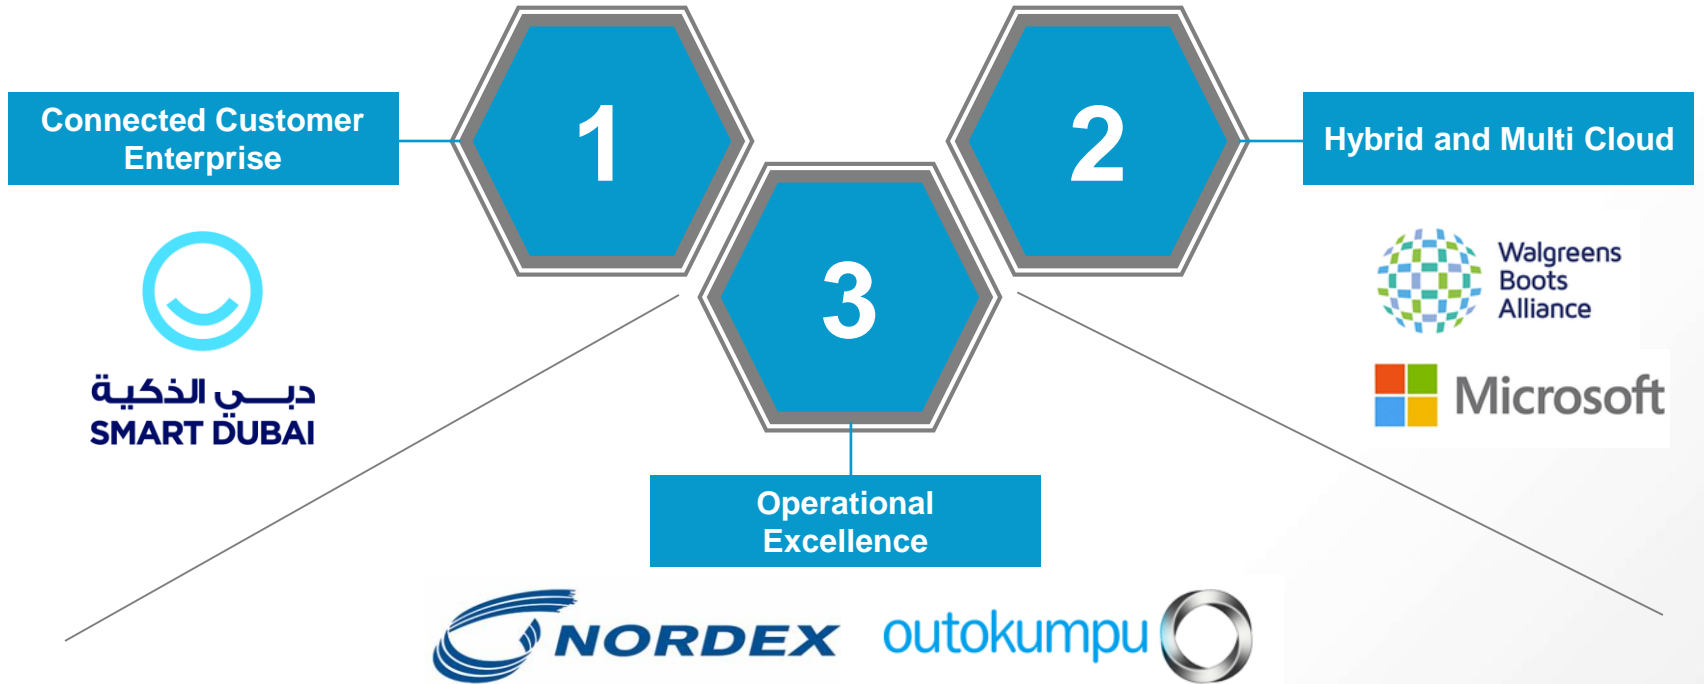 1
2
Connected Customer
Enterprise
Hybrid and Multi Cloud
3
دبي الذكية
SMART DUBAI
Walgreens
Boots
Alliance
Microsoft
Operational
Excellence
NORDEX
outokumpu